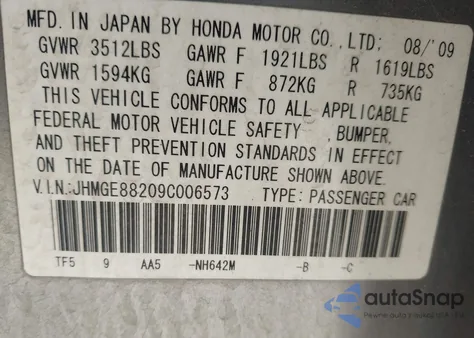 MFD. IN JAPAN BY HONDA MOTOR CO., LTD; 08/'09
GVWR 3512LBS GAWR F 1921LBS R 1619LBS
GVWR 1594KG GAWR F 872KG R 735KG
THIS VEHICLE CONFORMS TO ALL APPLICABLE
FEDERAL MOTOR VEHICLE SAFETY ,BUMPER,
AND THEFT PREVENTION STANDARDS IN EFFECT
ON THE DATE OF MANUFACTURE SHOWN ABOVE.
V.I.N:JHMGE88209C006573 TYPE: PASSENGER CAR
TF5 9 AA5 -NH642M -B -C
autoSnap